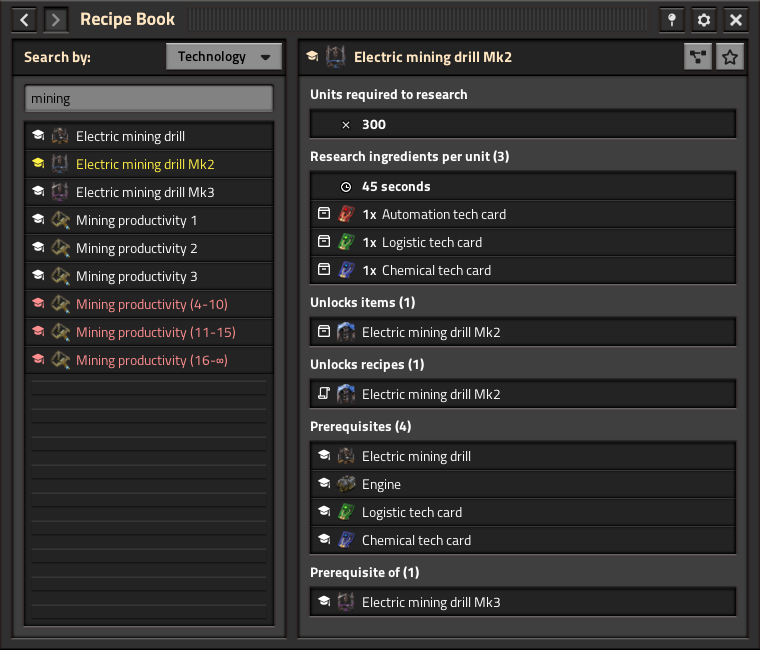 Recipe Book
Search by:
Technology
mining
Electric mining drill
Electric mining drill Mk2
Electric mining drill Mk3
Mining productivity 1
Mining productivity 2
Mining productivity 3
Mining productivity (4-10)
Mining productivity (11-15)
Mining productivity (16-∞)
Electric mining drill Mk2
Units required to research
× 300
Research ingredients per unit (3)
45 seconds
1x Automation tech card
1x Logistic tech card
1x Chemical tech card
Unlocks items (1)
Electric mining drill Mk2
Unlocks recipes (1)
Electric mining drill Mk2
Prerequisites (4)
Electric mining drill
Engine
Logistic tech card
Chemical tech card
Prerequisite of (1)
Electric mining drill Mk3